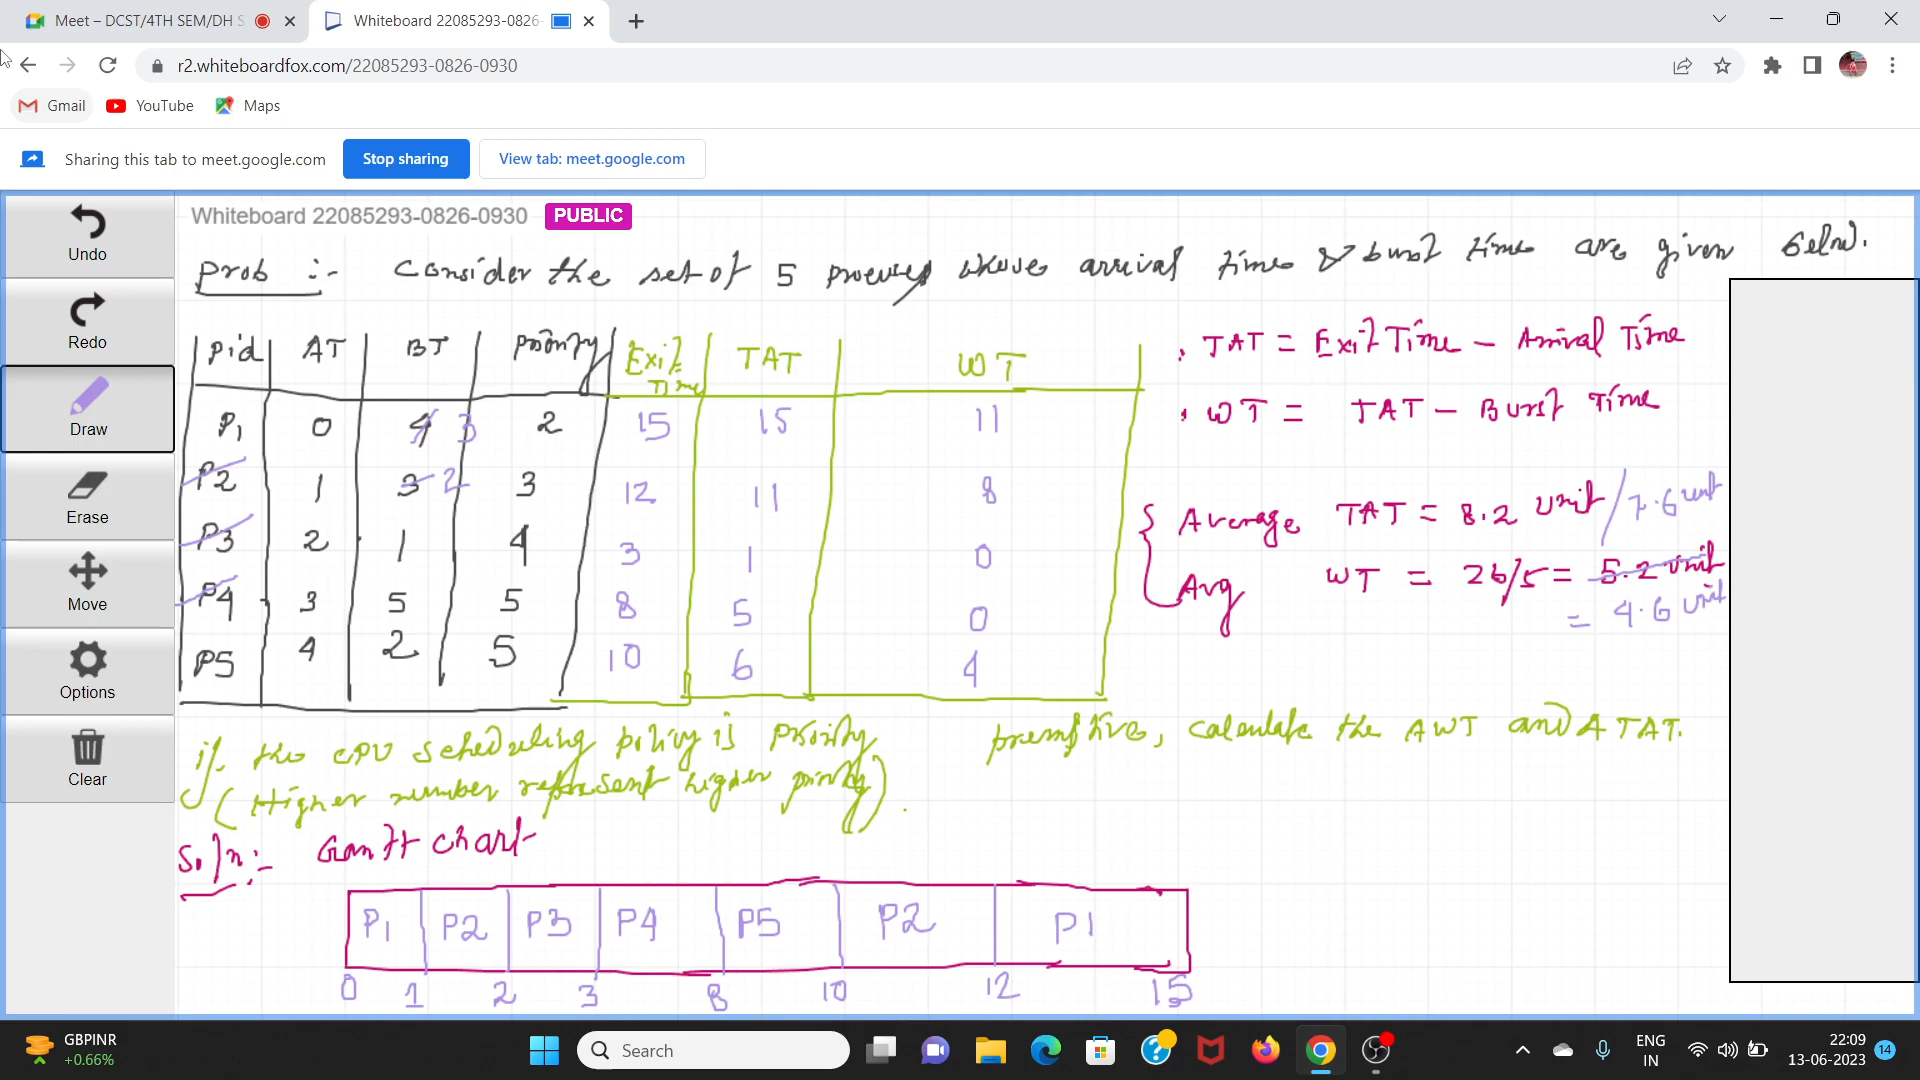 Meet – DCST/4TH SEM/DH S
Whiteboard 22085293-0826-
r2.whiteboardfox.com/22085293-0826-0930
Gmail YouTube Maps
Sharing this tab to meet.google.com Stop sharing View tab: meet.google.com
Undo
Redo
Draw
Erase
Move
Options
Clear
Whiteboard 22085293-0826-0930 PUBLIC
Prob :- Consider the set of 5 arrival time & burst time are given below.
Pid AT BT Priority Exit Time TAT WT
P1 0 4 3 2 15 15 11
P2 1 3 2 3 12 11 8
P3 2 1 4 3 1 0
P4 3 5 5 8 5 0
P5 4 2 5 10 6 4
. TAT = Exit Time - Arrival Time
. WT = TAT - Burst Time
Average TAT = 8.2 unit / 7.6 unit
Avg WT = 26/5 = 5.2 unit
= 4.6 unit
if the CPU scheduling policy is priority premptive, calculate the AWT and ATAT.
(Higher number represent higher priority).
Soln:- Gantt chart
P1 P2 P3 P4 P5 P2 P1
0 1 2 3 8 10 12 15
GBPINR
+0.66%
Search
ENG
IN
22:09
13-06-2023
14